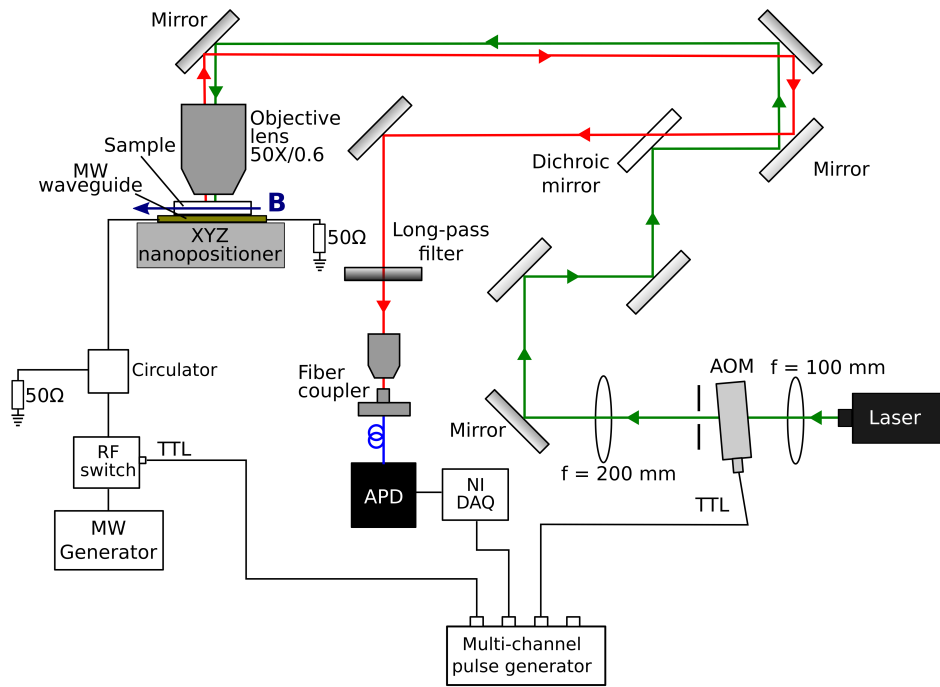 Mirror
Objective
lens
50X/0.6
Sample
MW
waveguide
B
XYZ
nanopositioner
50Ω
Dichroic
mirror
Mirror
Long-pass
filter
Circulator
50Ω
Fiber
coupler
AOM
f = 100 mm
Laser
Mirror
f = 200 mm
RF
switch
TTL
APD
NI
DAQ
TTL
MW
Generator
Multi-channel
pulse generator